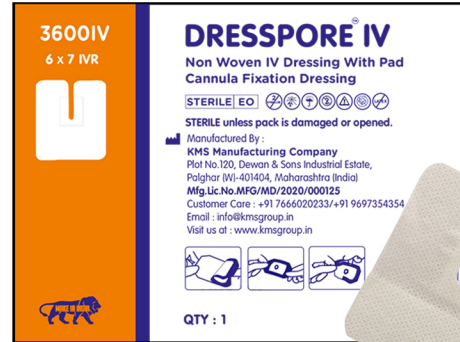 3600IV
6 x 7 IVR
DRESSPORE™ IV
Non Woven IV Dressing With Pad
Cannula Fixation Dressing
STERILE EO
STERILE unless pack is damaged or opened.
Manufactured By :
KMS Manufacturing Company
Plot No.120, Dewan & Sons Industrial Estate,
Palghar (W)-401404, Maharashtra (India)
Mfg.Lic.No.MFG/MD/2020/000125
Customer Care : +91 7666020233/+91 9697354354
Email : info@kmsgroup.in
Visit us at : www.kmsgroup.in
QTY : 1